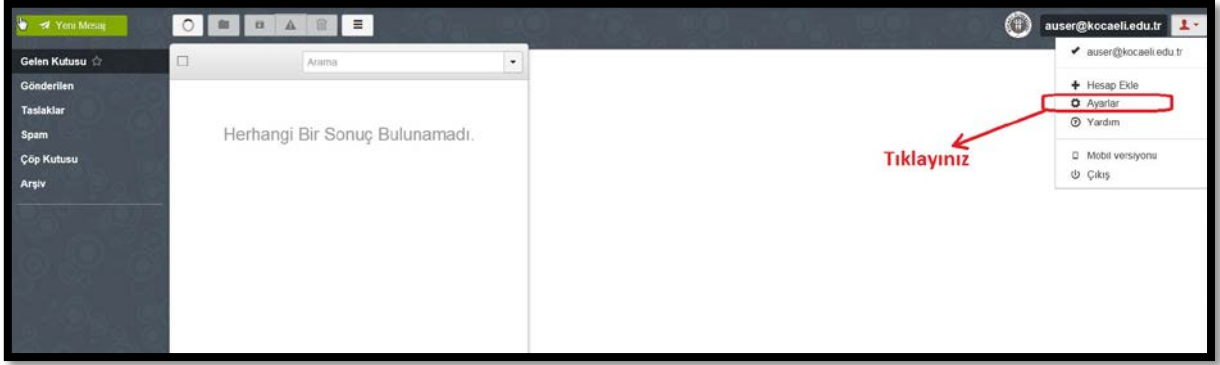 Yeni Mesaj
auser@kocaeli.edu.tr
Gelen Kutusu
Gönderilen
Taslaklar
Spam
Çöp Kutusu
Arşiv
Arama
Herhangi Bir Sonuç Bulunamadı.
auser@kocaeli.edu.tr
Hesap Ekle
Ayarlar
Yardım
Mobil versiyonu
Çıkış
Tıklayınız